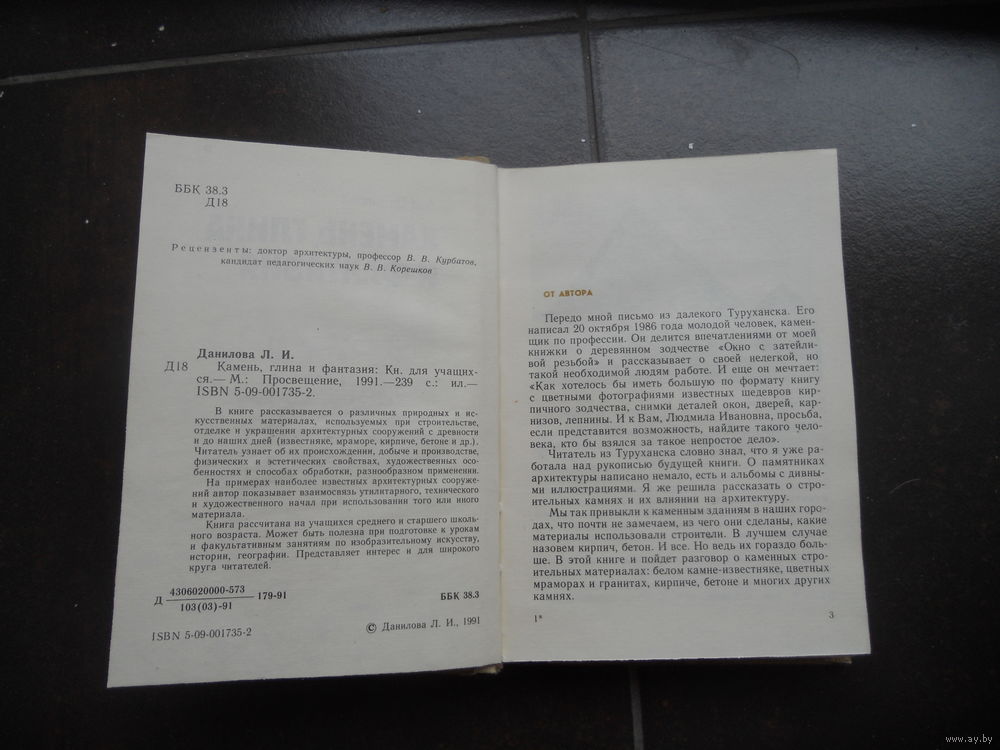 ББК 38.3
Д18
Рецензенты: доктор архитектуры, профессор В. В. Курбатов,
кандидат педагогических наук В. В. Корешков
Данилова Л. И.
Д18 Камень, глина и фантазия: Кн. для учащих-
ся.— М.: Просвещение, 1991.—239 с.: ил.—
ISBN 5-09-001735-2.
В книге рассказывается о различных природных и ис-
кусственных материалах, используемых при строительстве,
отделке и украшении архитектурных сооружений с древности
и до наших дней (известняке, мраморе, кирпиче, бетоне и др.).
Читатель узнает об их происхождении, добыче и производстве,
физических и эстетических свойствах, художественных осо-
бенностях и способах обработки, разнообразном применении.
На примерах наиболее известных архитектурных сооруже-
ний автор показывает взаимосвязь утилитарного, технического
и художественного начал при использовании того или иного
материала.
Книга рассчитана на учащихся среднего и старшего школь-
ного возраста. Может быть полезна при подготовке к урокам
и факультативным занятиям по изобразительному искусству,
истории, географии. Представляет интерес и для широкого
круга читателей.
Д 4306020000-573
103(03)-91
179-91
ББК 38.3
ISBN 5-09-001735-2
© Данилова Л. И., 1991
ОТ АВТОРА
Передо мной письмо из далекого Туруханска. Его
написал 20 октября 1986 года молодой человек, камен-
щик по профессии. Он делится впечатлениями от моей
книжки о деревянном зодчестве «Окно с затейли-
вой резьбой» и рассказывает о своей нелегкой, но
такой необходимой людям работе. И еще он мечтает:
«Как хотелось бы иметь большую по формату книгу
с цветными фотографиями известных шедевров кир-
пичного зодчества, снимки деталей окон, дверей, кар-
низов, лепнины. И к Вам, Людмила Ивановна, просьба,
если представится возможность, найдите такого чело-
века, кто бы взялся за такое непростое дело».
Читатель из Туруханска словно знал, что я уже ра-
ботала над рукописью будущей книги. О памятниках
архитектуры написано немало, есть и альбомы с дивны-
ми иллюстрациями. Я же решила рассказать о стро-
ительных камнях и их влиянии на архитектуру.
Мы так привыкли к каменным зданиям в наших горо-
дах, что почти не замечаем, из чего они сделаны, какие
материалы использовали строители. В лучшем случае
назовем кирпич, бетон. И все. Но ведь их гораздо боль-
ше. В этой книге и пойдет разговор о каменных стро-
ительных материалах: белом камне-известняке, цветных
мраморах и гранитах, кирпиче, бетоне и многих других
камнях.
1*
3
www.ay.by